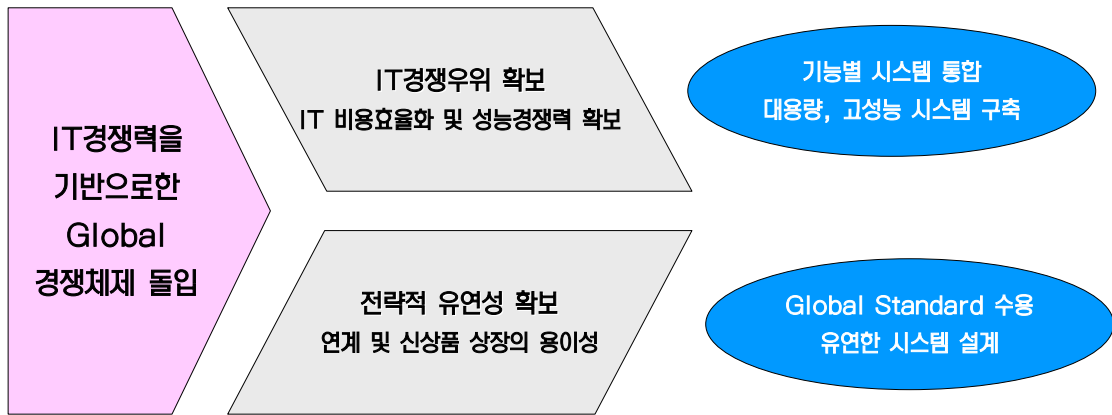 IT경쟁력을
기반으로한
Global
경쟁체제 돌입
IT경쟁우위 확보
IT 비용효율화 및 성능경쟁력 확보
기능별 시스템 통합
대용량, 고성능 시스템 구축
전략적 유연성 확보
연계 및 신상품 상장의 용이성
Global Standard 수용
유연한 시스템 설계